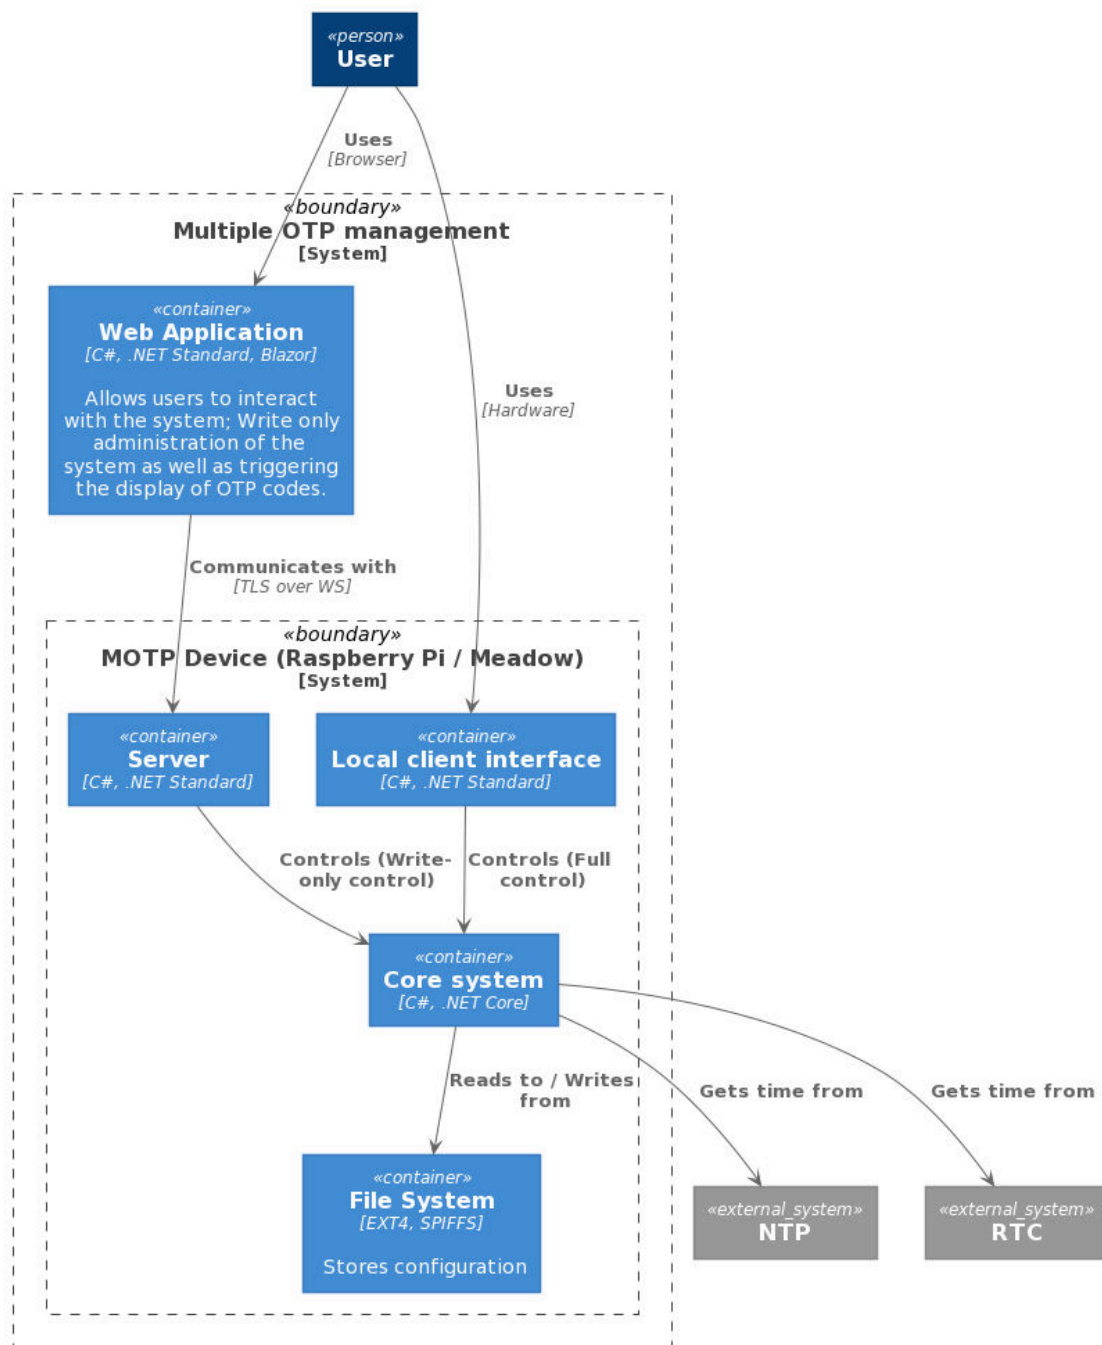 «person»
User
Uses
[Browser]
«boundary»
Multiple OTP management
[System]
«container»
Web Application
[C#, .NET Standard, Blazor]
Allows users to interact
with the system; Write only
administration of the
system as well as triggering
the display of OTP codes.
Uses
[Hardware]
Communicates with
[TLS over WS]
«boundary»
MOTP Device (Raspberry Pi / Meadow)
[System]
«container»
Server
[C#, .NET Standard]
«container»
Local client interface
[C#, .NET Standard]
Controls (Write-
only control)
Controls (Full
control)
«container»
Core system
[C#, .NET Core]
Reads to / Writes
from
Gets time from
Gets time from
«container»
File System
[EXT4, SPIFFS]
Stores configuration
«external_system»
NTP
«external_system»
RTC